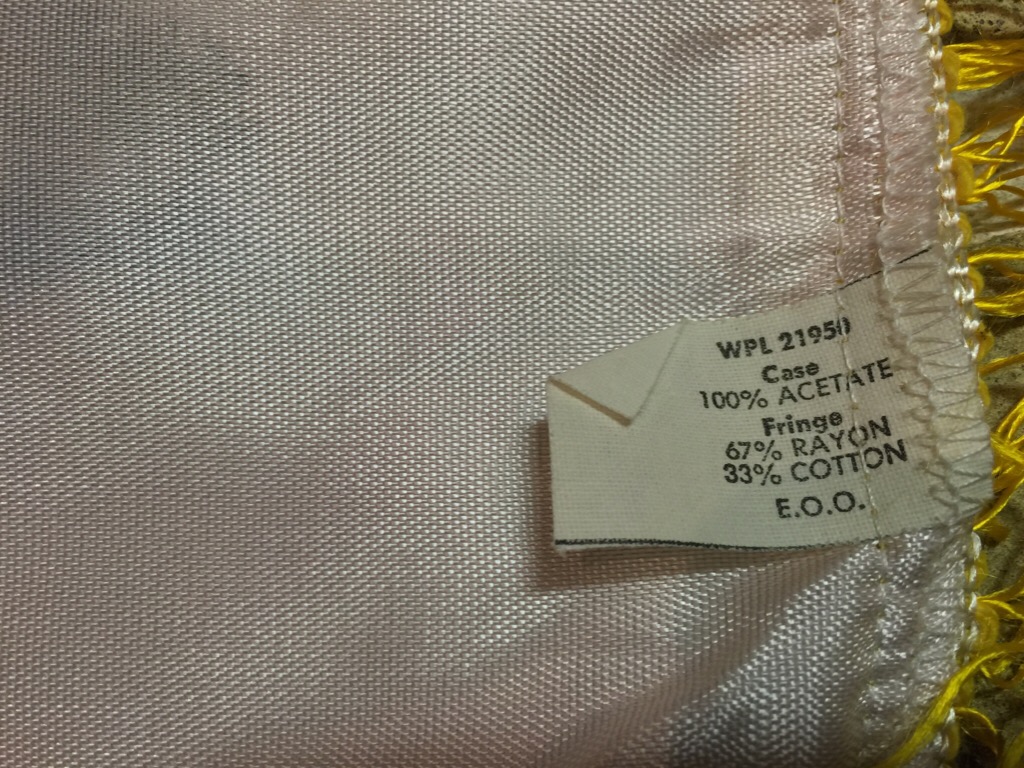 WPL 21950
Case
100% ACETATE
Fringe
67% RAYON
33% COTTON
E.O.O.